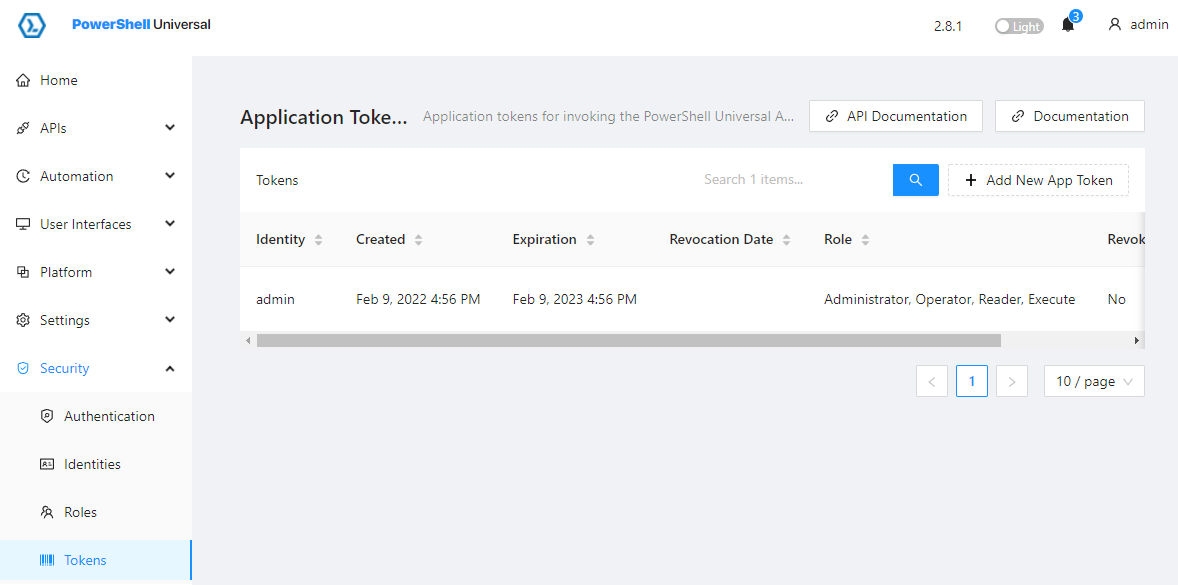 PowerShell Universal
2.8.1
Light
3
admin
Home
APIs
Automation
User Interfaces
Platform
Settings
Security
Authentication
Identities
Roles
Tokens
Application Toke...
Application tokens for invoking the PowerShell Universal A...
API Documentation
Documentation
Tokens
Search 1 items...
Add New App Token
Identity Created Expiration Revocation Date Role Revok
admin Feb 9, 2022 4:56 PM Feb 9, 2023 4:56 PM Administrator, Operator, Reader, Execute No
< 1 > 10 / page